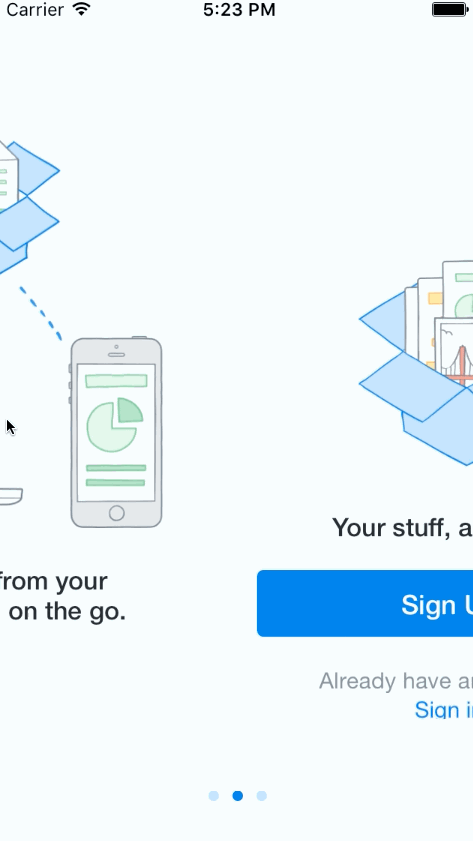 Carrier 5:23 PM
from your
on the go.
Your stuff, a
Sign U
Already have a
Sign i